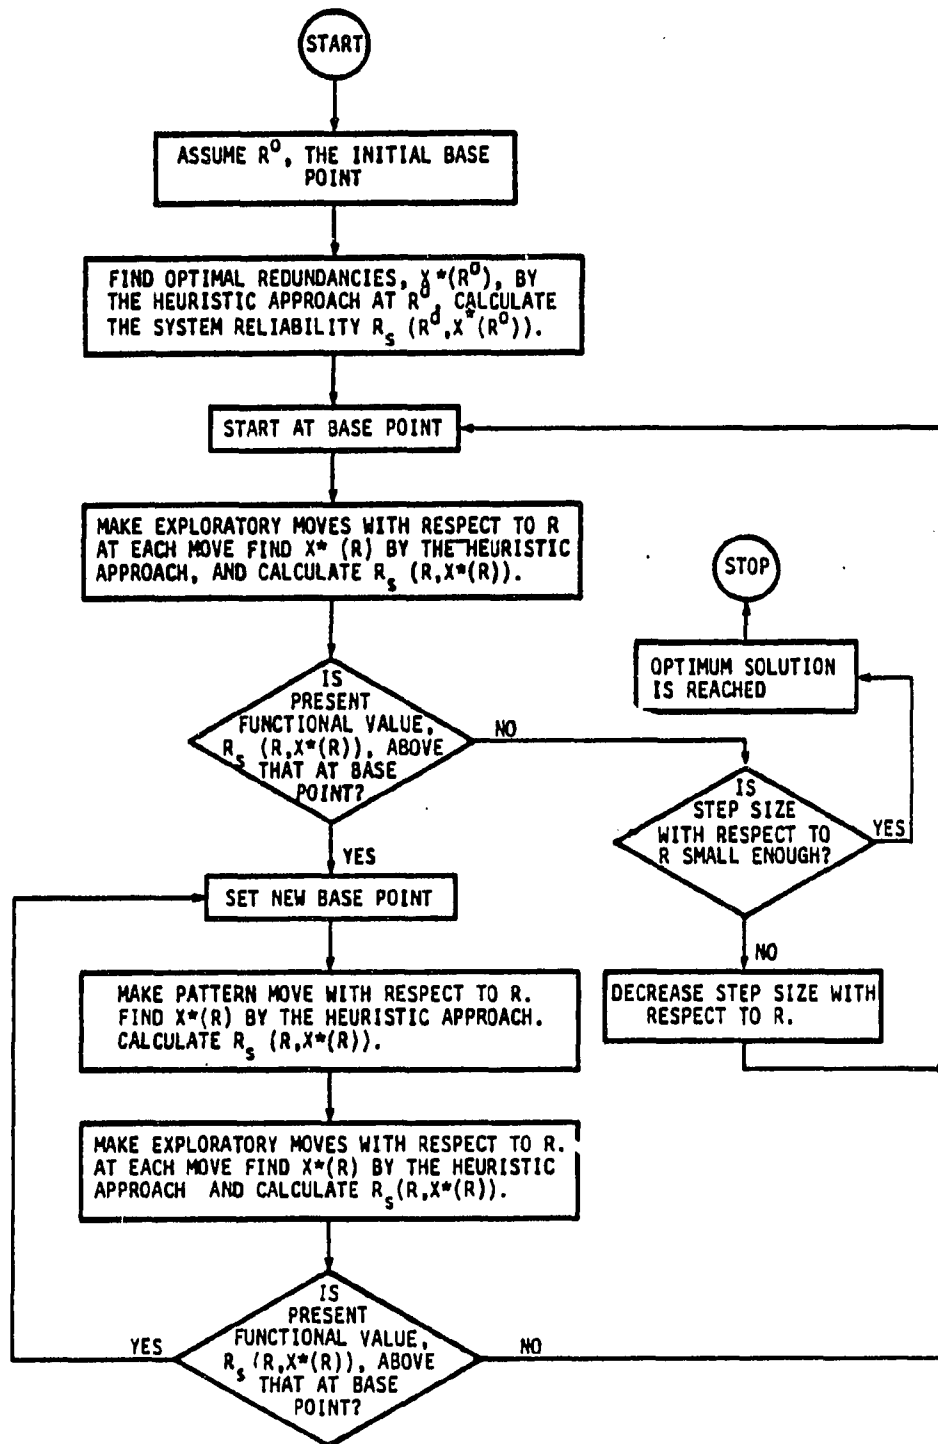 START
ASSUME R⁰, THE INITIAL BASE
POINT
FIND OPTIMAL REDUNDANCIES, X*(R⁰), BY
THE HEURISTIC APPROACH AT R⁰, CALCULATE
THE SYSTEM RELIABILITY Rₛ (R⁰,X*(R⁰)).
START AT BASE POINT
MAKE EXPLORATORY MOVES WITH RESPECT TO R
AT EACH MOVE FIND X* (R) BY THE HEURISTIC
APPROACH, AND CALCULATE Rₛ (R,X*(R)).
IS
PRESENT
FUNCTIONAL VALUE,
Rₛ (R,X*(R)), ABOVE
THAT AT BASE
POINT?
NO
YES
STOP
OPTIMUM SOLUTION
IS REACHED
IS
STEP SIZE
WITH RESPECT TO
R SMALL ENOUGH?
YES
NO
DECREASE STEP SIZE WITH
RESPECT TO R.
SET NEW BASE POINT
MAKE PATTERN MOVE WITH RESPECT TO R.
FIND X*(R) BY THE HEURISTIC APPROACH.
CALCULATE Rₛ (R,X*(R)).
MAKE EXPLORATORY MOVES WITH RESPECT TO R.
AT EACH MOVE FIND X*(R) BY THE HEURISTIC
APPROACH AND CALCULATE Rₛ(R,X*(R)).
IS
PRESENT
FUNCTIONAL VALUE,
Rₛ (R,X*(R)), ABOVE
THAT AT BASE
POINT?
YES
NO